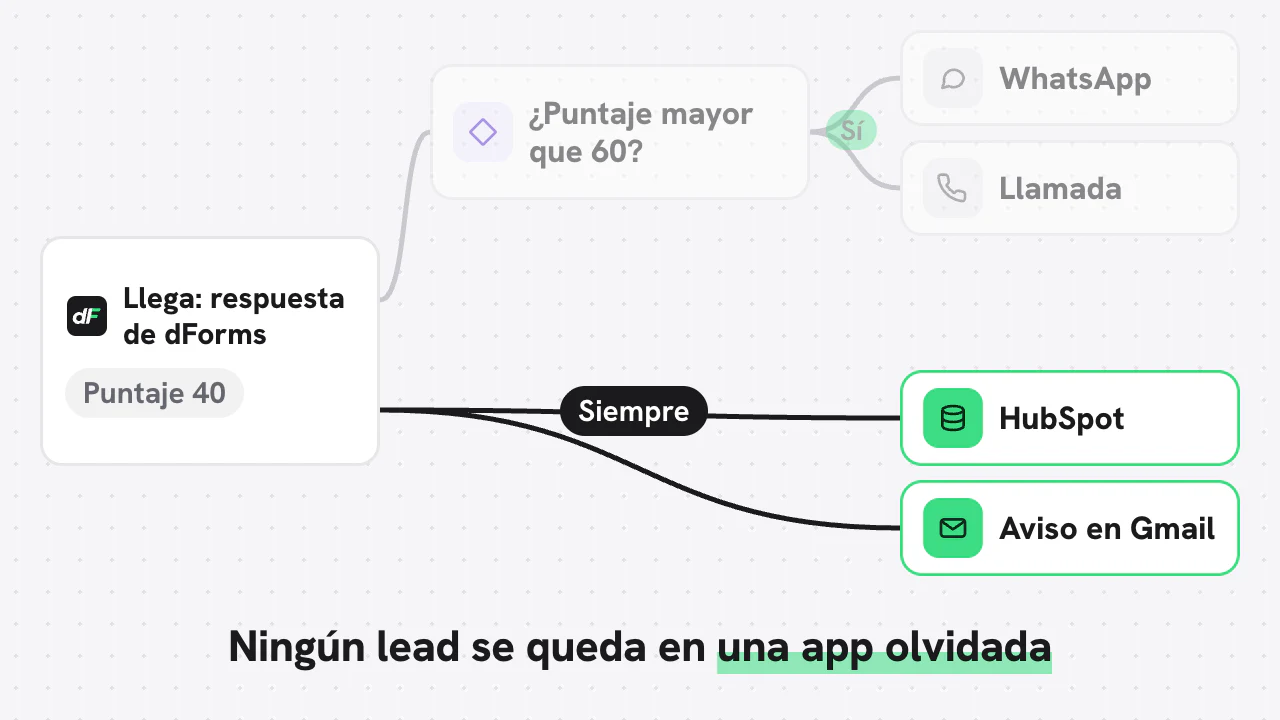 ¿Puntaje mayor
que 60?
Sí
WhatsApp
Llamada
dF
Llega: respuesta
de dForms
Puntaje 40
Siempre
HubSpot
Aviso en Gmail
Ningún lead se queda en una app olvidada